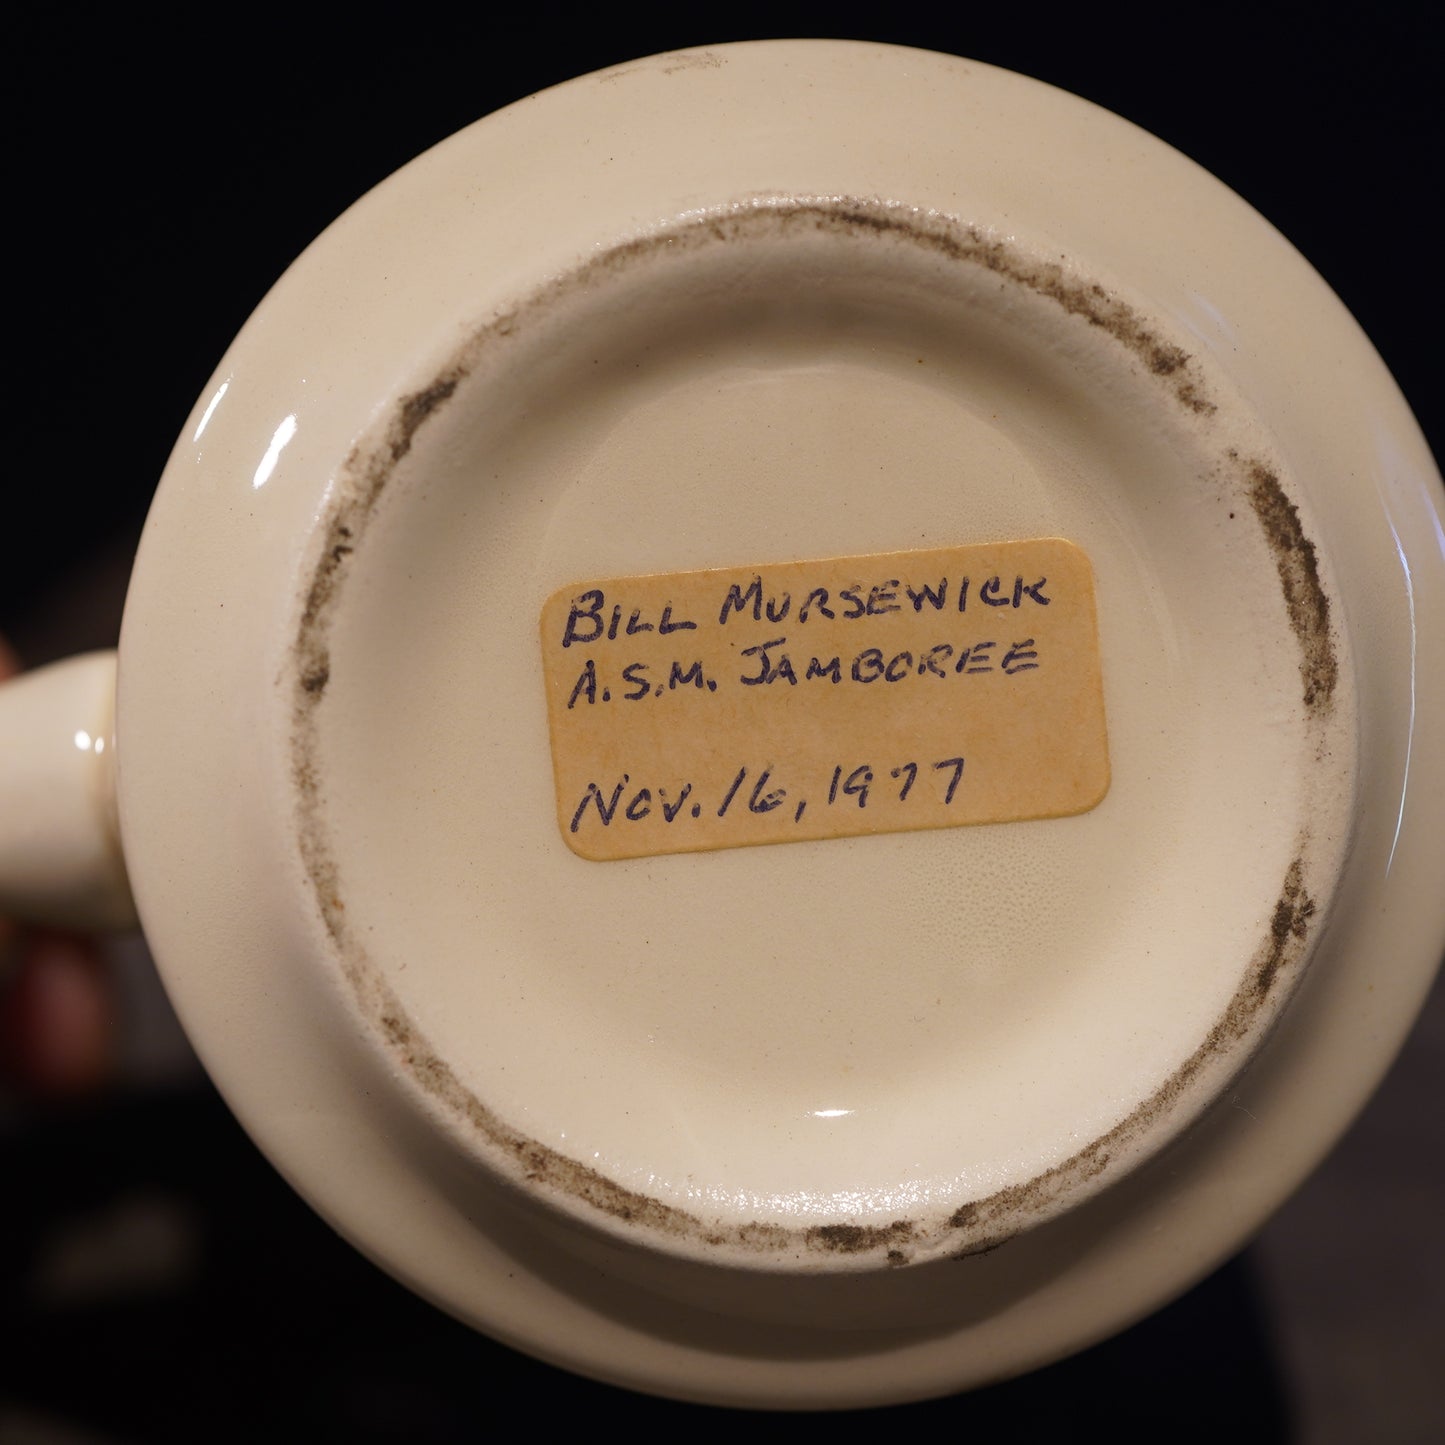 BILL MURSEWICK
A.S.M. JAMBOREE
NOV. 16, 1977